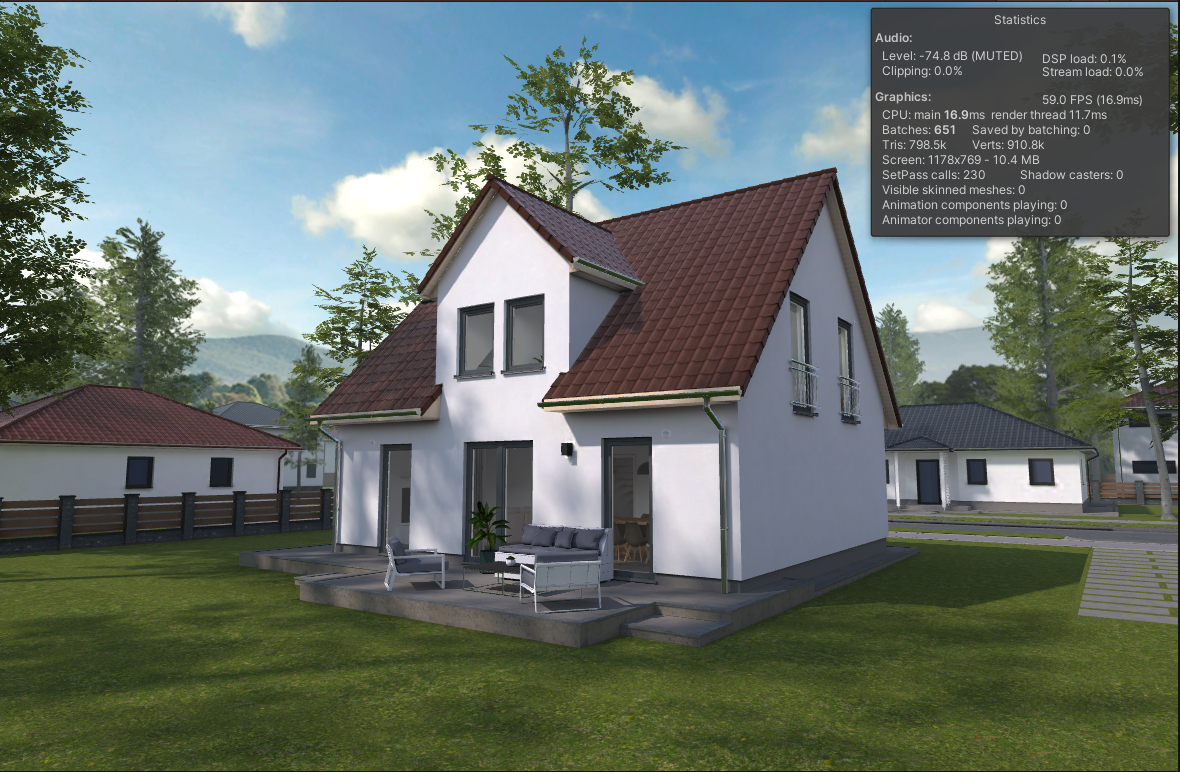 Statistics
Audio:
Level: -74.8 dB (MUTED) DSP load: 0.1%
Clipping: 0.0% Stream load: 0.0%
Graphics: 59.0 FPS (16.9ms)
CPU: main 16.9ms render thread 11.7ms
Batches: 651 Saved by batching: 0
Tris: 798.5k Verts: 910.8k
Screen: 1178x769 - 10.4 MB
SetPass calls: 230 Shadow casters: 0
Visible skinned meshes: 0
Animation components playing: 0
Animator components playing: 0